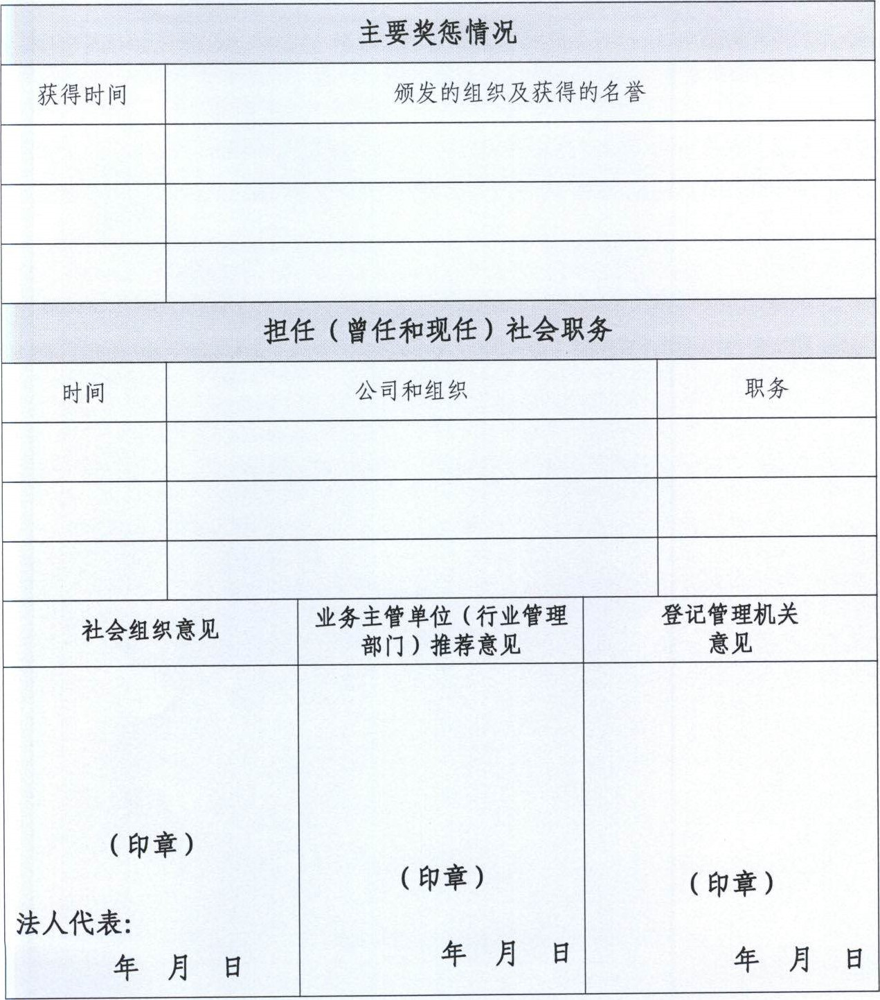 主要奖惩情况
获得时间 颁发的组织及获得的名誉
担任（曾任和现任）社会职务
时间 公司和组织 职务
社会组织意见
业务主管单位（行业管理
部门）推荐意见
登记管理机关
意见
（印章）
法人代表:
年 月 日
（印章）
年 月 日
（印章）
年 月 日